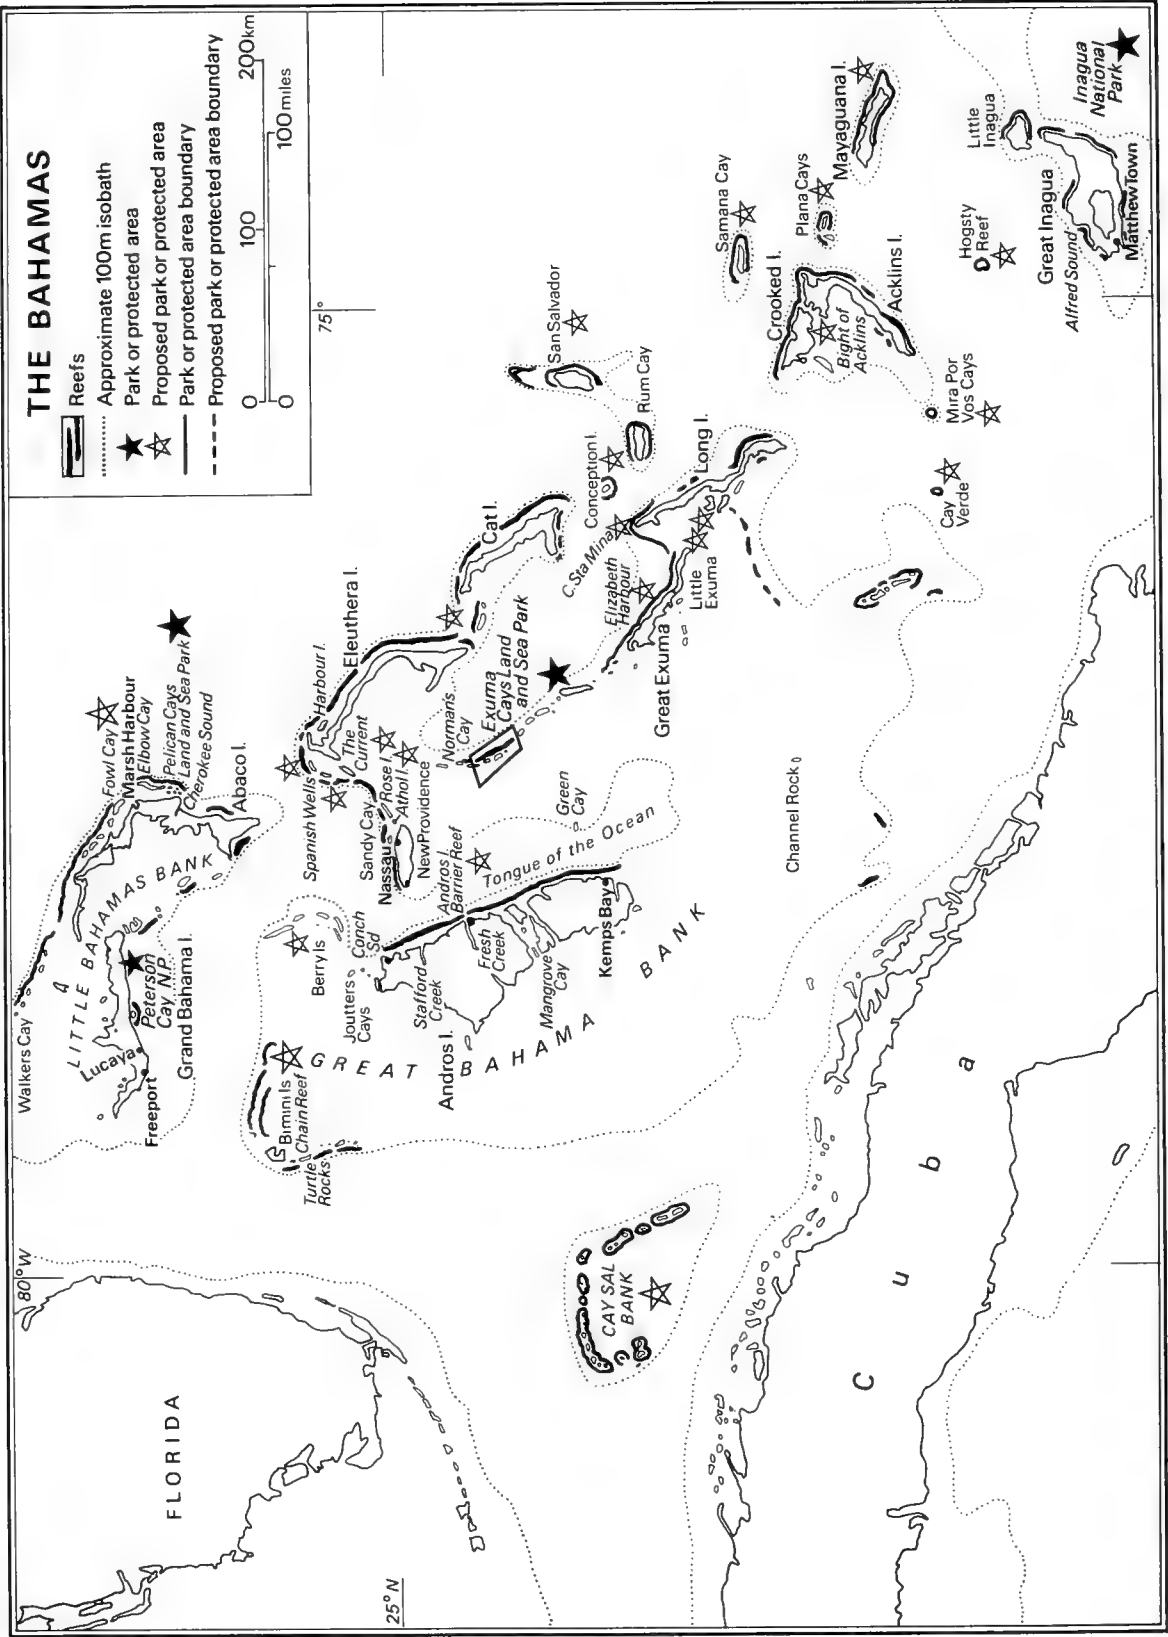 THE BAHAMAS
Reefs
Approximate 100m isobath
Park or protected area
Proposed park or protected area
Park or protected area boundary
Proposed park or protected area boundary
0
100
200km
0
100miles
80°W
75°
25°N
FLORIDA
Walkers Cay
LITTLE BAHAMAS BANK
Lucaya
Freeport
Peterson
Cay N.P.
Grand Bahama I.
Fowl Cay
Marsh Harbour
Elbow Cay
Pelican Cays
Land and Sea Park
Cherokee Sound
Abaco I.
Bimini Is
Chain Reef
Turtle
Rocks
GREAT BAHAMA
BANK
Berry Is
Joutters
Cays
Conch
Sd
Stafford
Creek
Andros I.
Fresh
Creek
Mangrove
Cay
Kemps Bay
Andros I.
Barrier Reef
Tongue of the Ocean
Green
Cay
Spanish Wells
Harbour I.
The
Current
Eleuthera I.
Sandy Cay
Nassau
Rose I.
Athol I.
New Providence
Norman's
Cay
Exuma
Cays Land
and Sea Park
Cat I.
C. Sta Mina
Elizabeth
Harbour
Great Exuma
Little
Exuma
Conception I.
Rum Cay
San Salvador
Long I.
Samana Cay
Plana Cays
Mayaguana I.
Crooked I.
Bight of
Acklins
Acklins I.
Mira Por
Vos Cays
Cay
Verde
Hogsty
Reef
Little
Inagua
Great Inagua
Alfred Sound
Matthew Town
Inagua
National
Park
Channel Rock
CAY SAL
BANK
C u b a